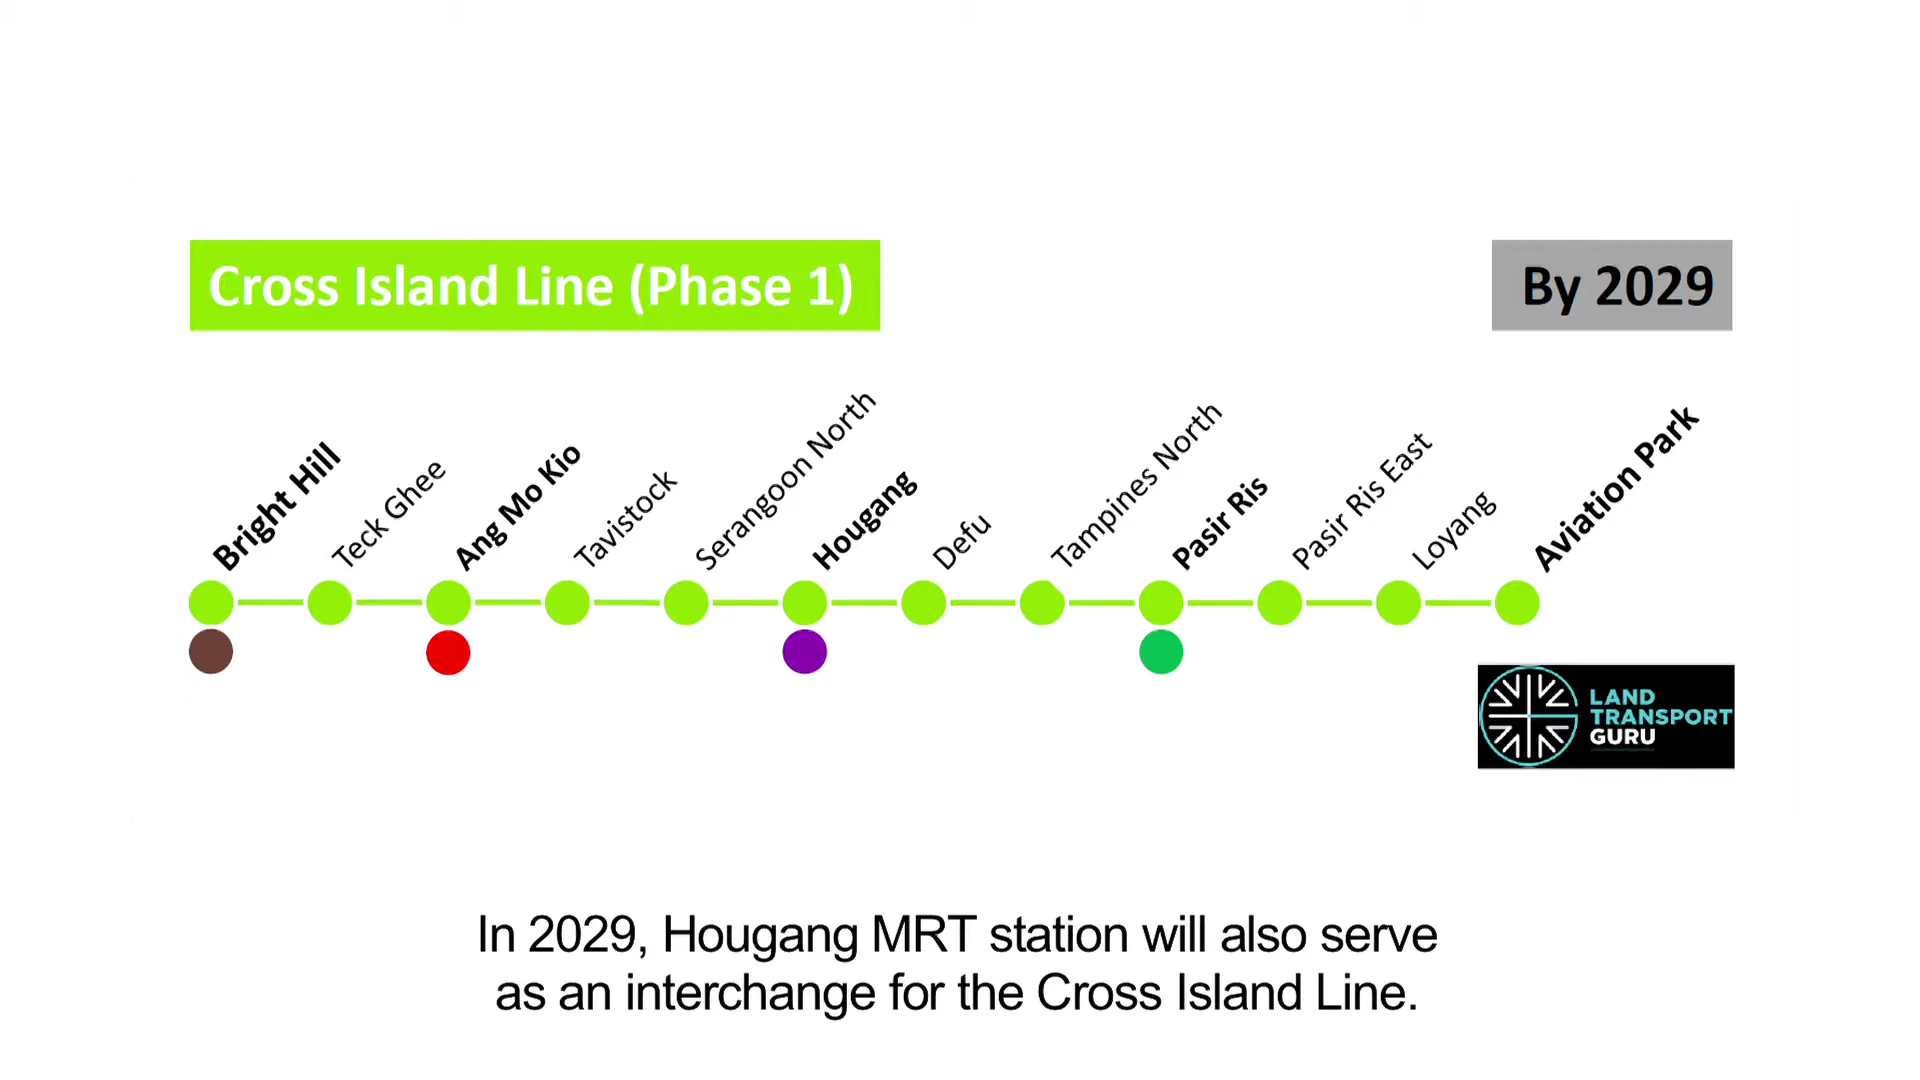 Cross Island Line (Phase 1)
By 2029
Bright Hill
Teck Ghee
Ang Mo Kio
Tavistock
Serangoon North
Hougang
Defu
Tampines North
Pasir Ris
Pasir Ris East
Loyang
Aviation Park
LAND
TRANSPORT
GURU
In 2029, Hougang MRT station will also serve
as an interchange for the Cross Island Line.